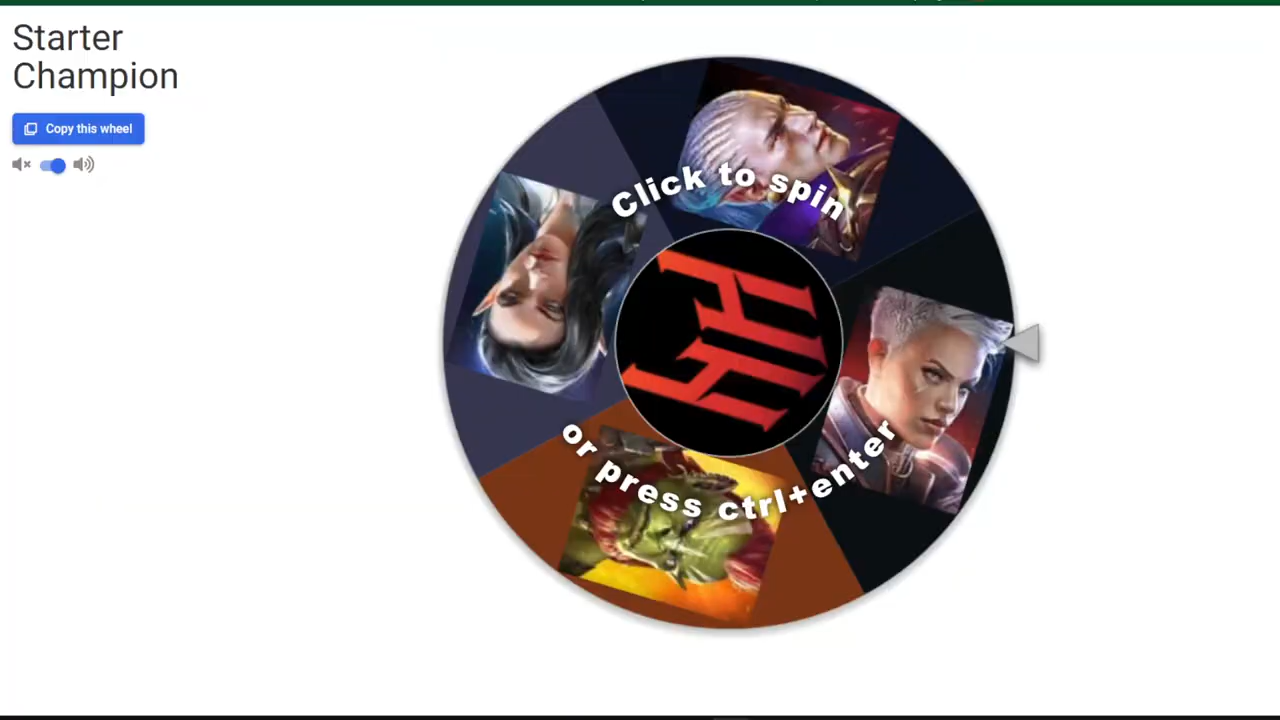 Starter
Champion
Copy this wheel
Click to spin
or press ctrl+enter